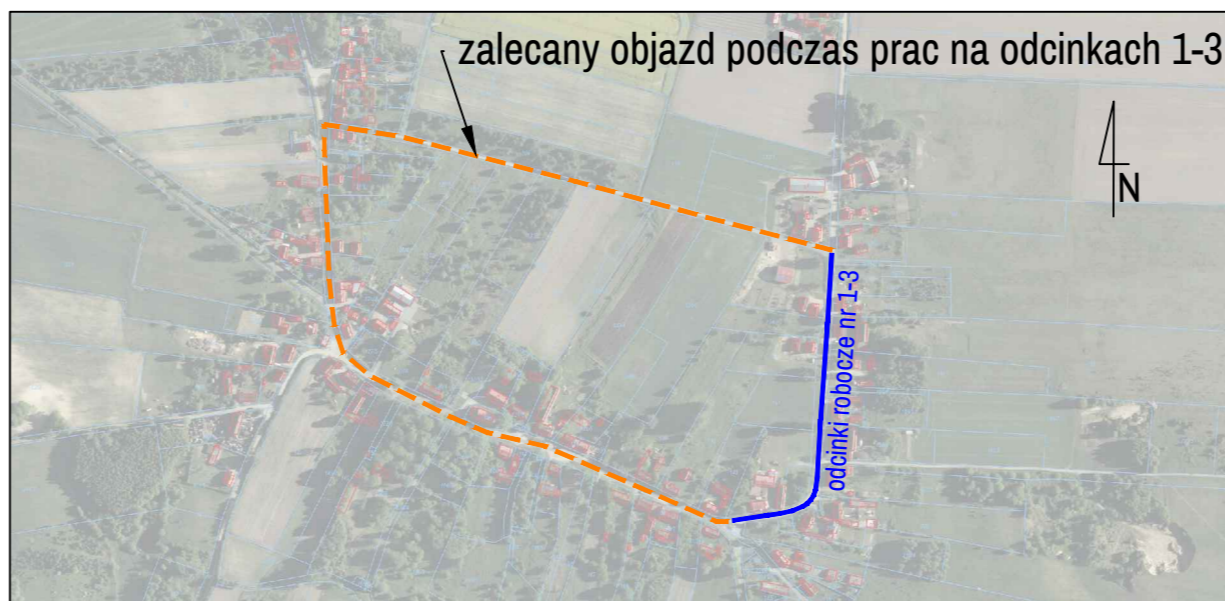 zalecany objazd podczas prac na odcinkach 1-3
N
odcinki robocze nr 1-3